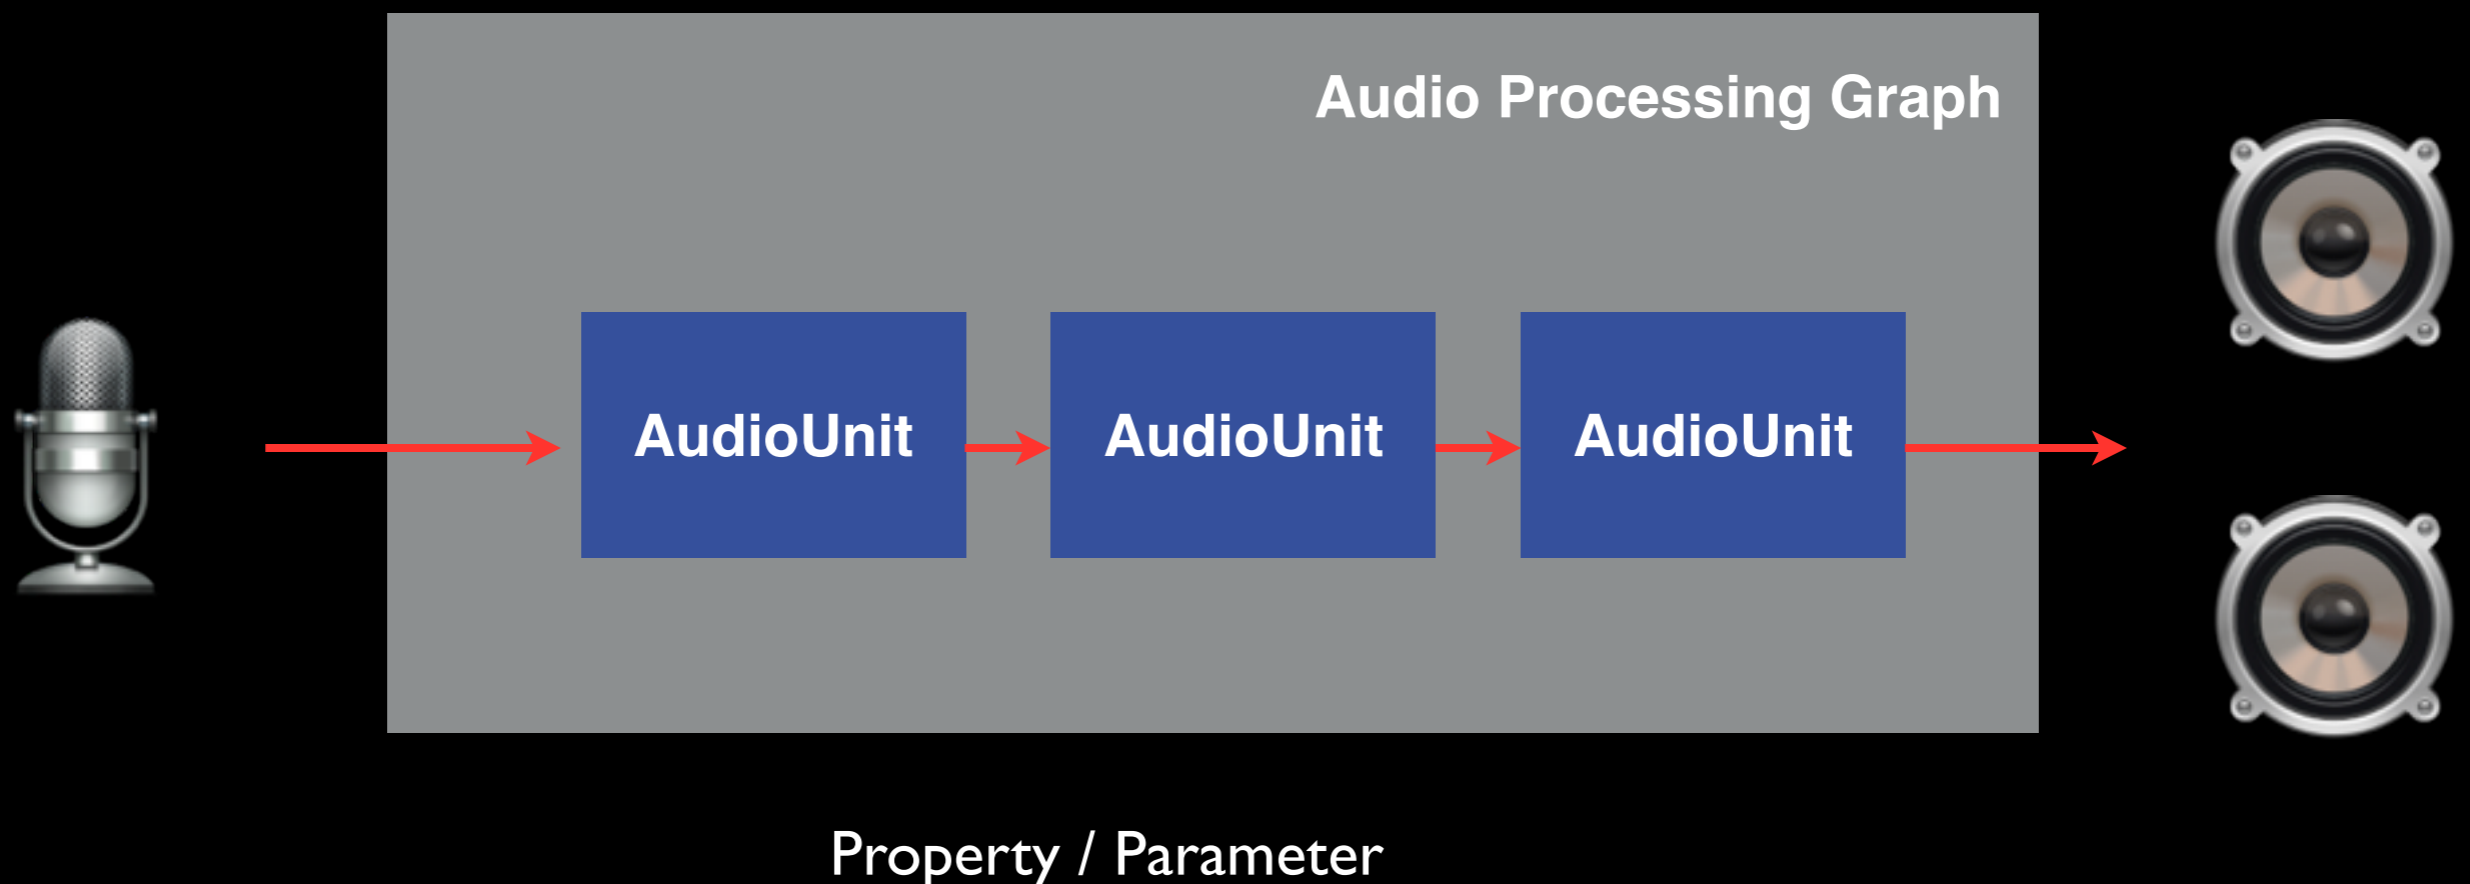 Audio Processing Graph
AudioUnit
AudioUnit
AudioUnit
Property / Parameter